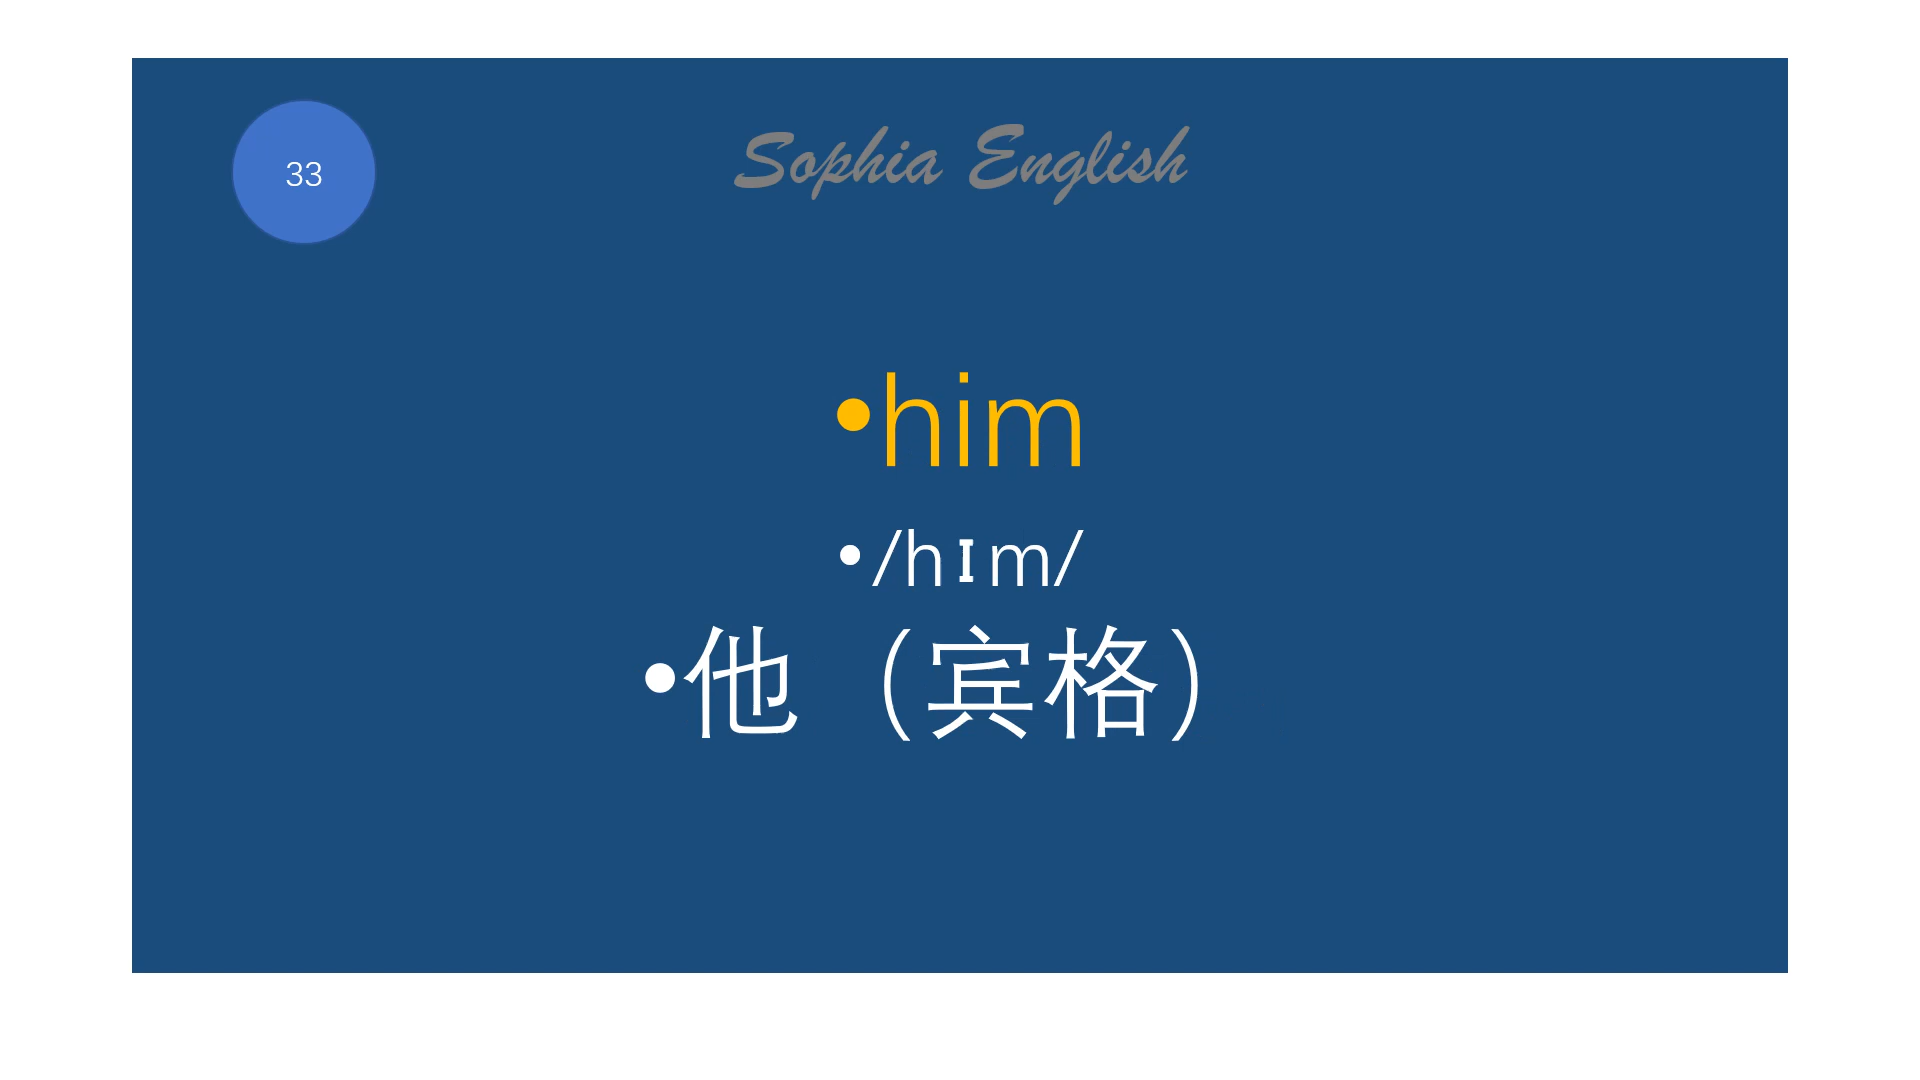 33
Sophia English
•him
•/hɪm/
•他（宾格）